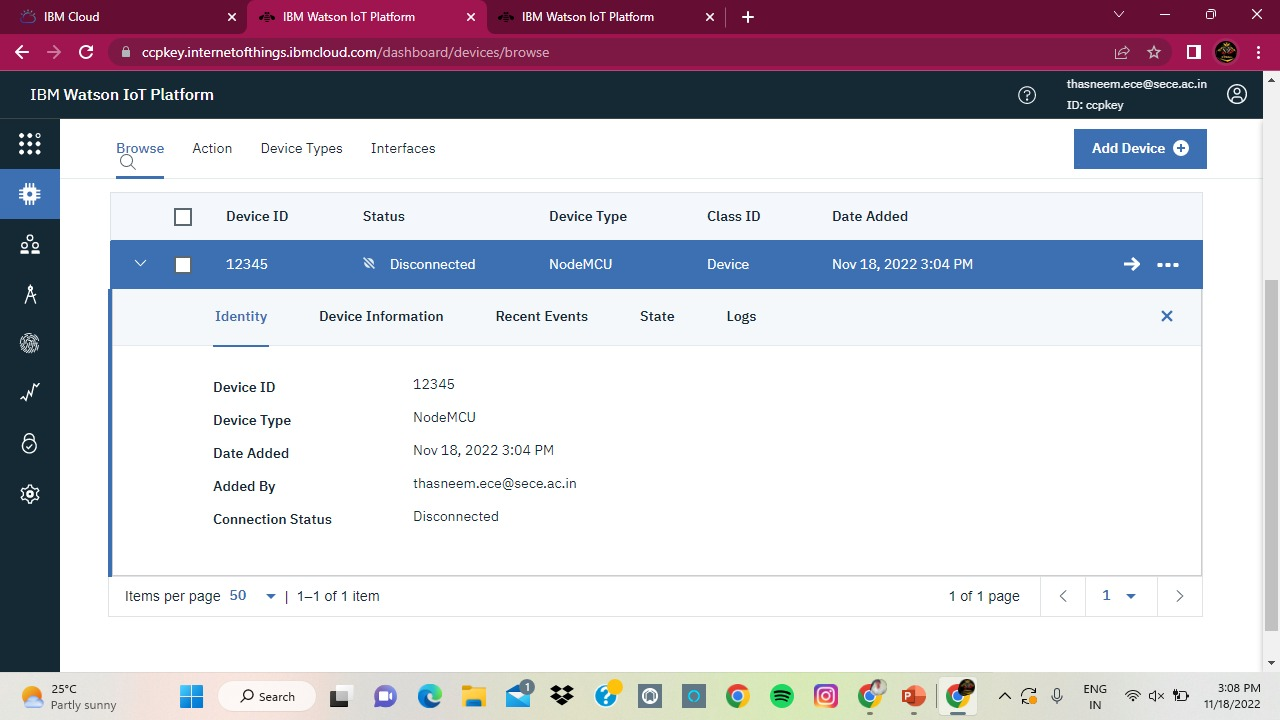 IBM Cloud
IBM Watson IoT Platform
IBM Watson IoT Platform
ccpkey.internetofthings.ibmcloud.com/dashboard/devices/browse
IBM Watson IoT Platform
thasneem.ece@sece.ac.in
ID: ccpkey
Browse Action Device Types Interfaces
Add Device
Device ID Status Device Type Class ID Date Added
12345 Disconnected NodeMCU Device Nov 18, 2022 3:04 PM
Identity Device Information Recent Events State Logs
Device ID 12345
Device Type NodeMCU
Date Added Nov 18, 2022 3:04 PM
Added By thasneem.ece@sece.ac.in
Connection Status Disconnected
Items per page 50 | 1–1 of 1 item 1 of 1 page 1
25°C
Partly sunny
Search
1
ENG
IN
3:08 PM
11/18/2022